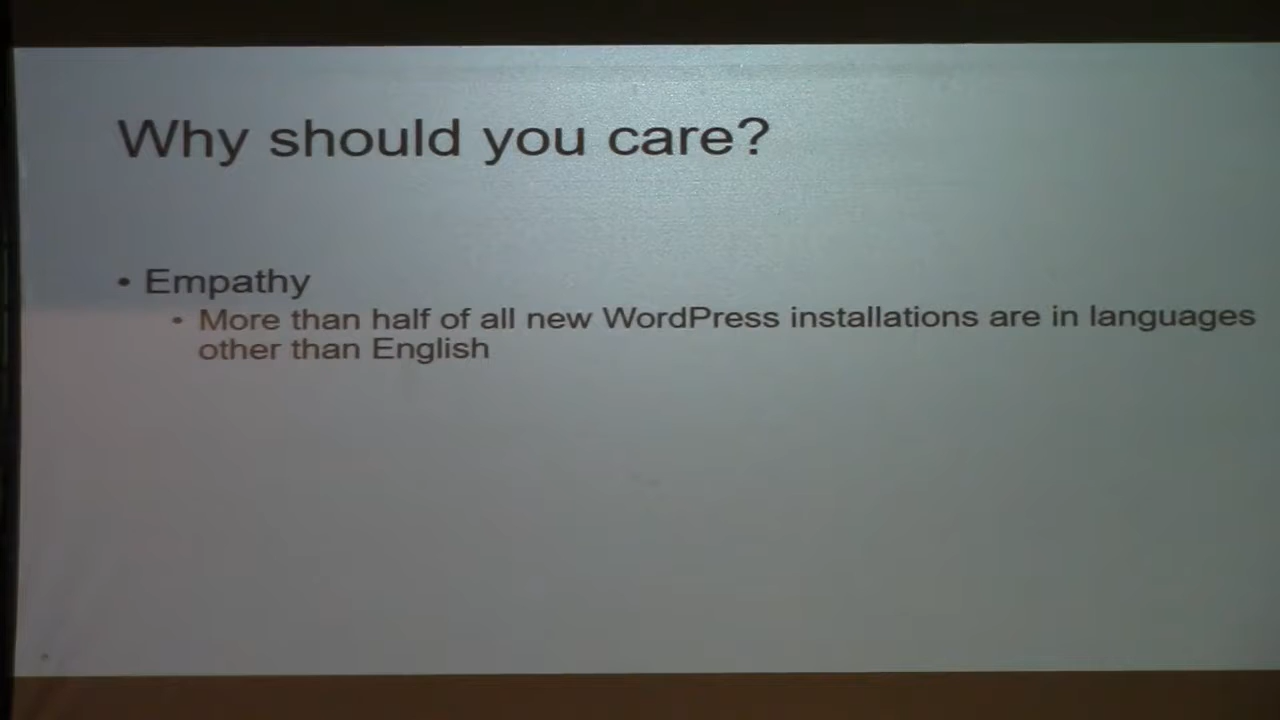 Why should you care?
• Empathy
• More than half of all new WordPress installations are in languages
other than English